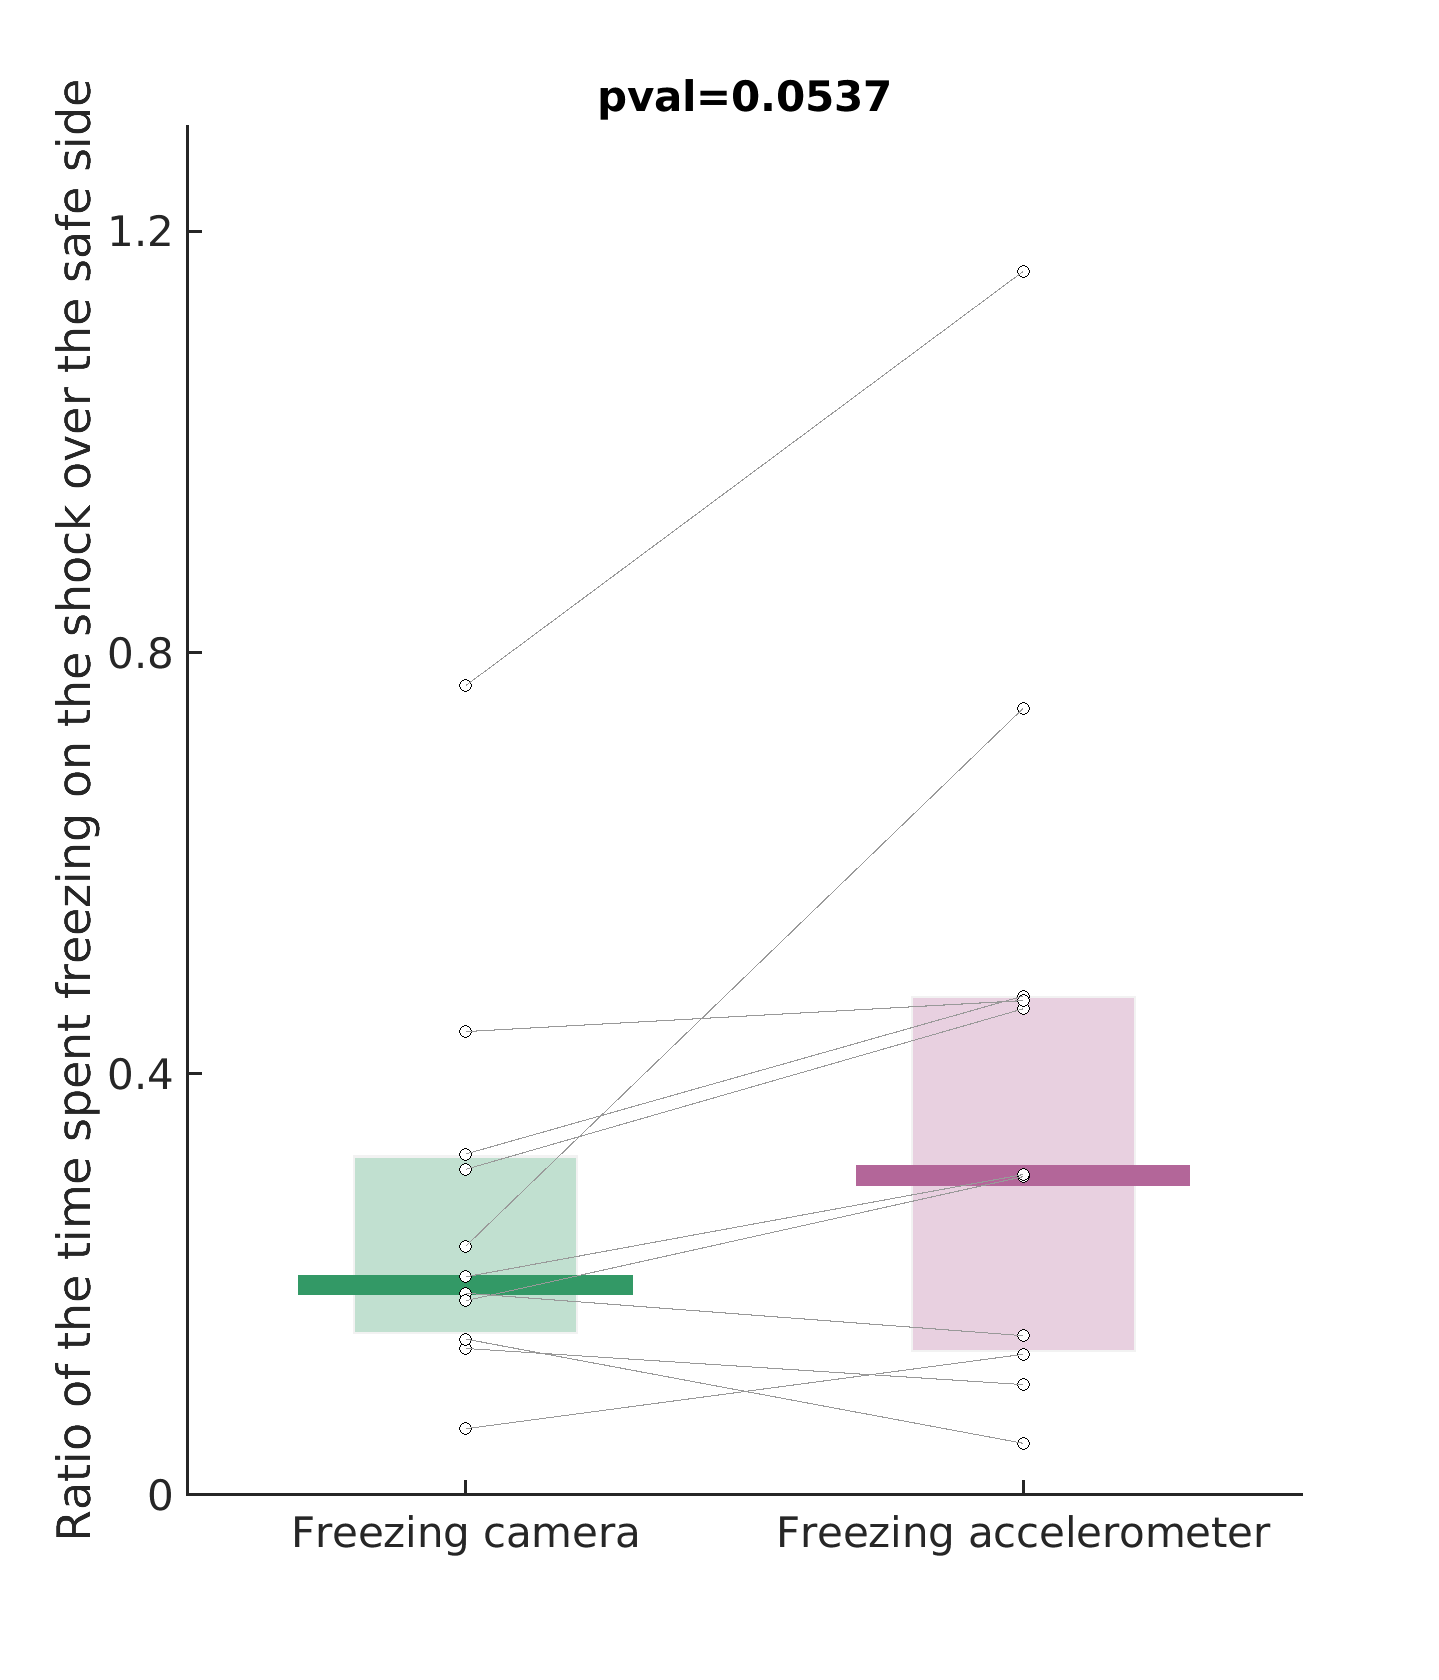 pval=0.0537
Ratio of the time spent freezing on the shock over the safe side
1.2
0.8
0.4
0
Freezing camera
Freezing accelerometer